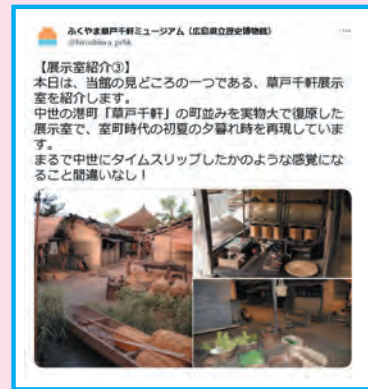 ふくやま草戸千軒ミュージアム（広島県立歴史博物館）
【展示室紹介③】
本日は、当館の見どころの一つである、草戸千軒展示
室を紹介します。
中世の港町「草戸千軒」の町並みを実物大で復原した
展示室で、室町時代の初夏の夕暮れ時を再現していま
す。
まるで中世にタイムスリップしたかのような感覚にな
ること間違いなし！